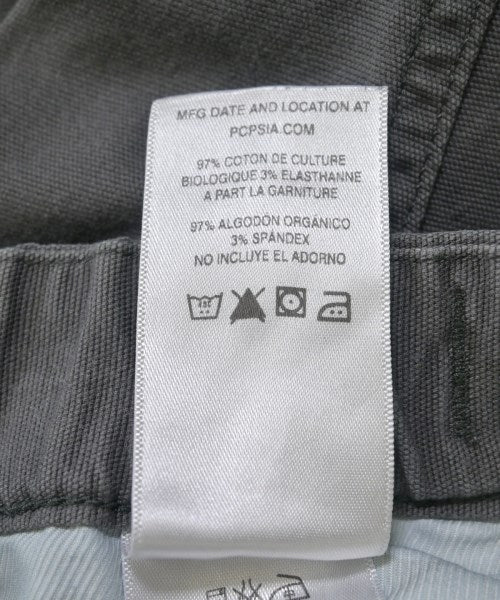 MFG DATE AND LOCATION AT
PCPSIA.COM
97% COTON DE CULTURE
BIOLOGIQUE 3% ELASTHANNE
A PART LA GARNITURE
97% ALGODON ORGÁNICO
3% SPÁNDEX
NO INCLUYE EL ADORNO